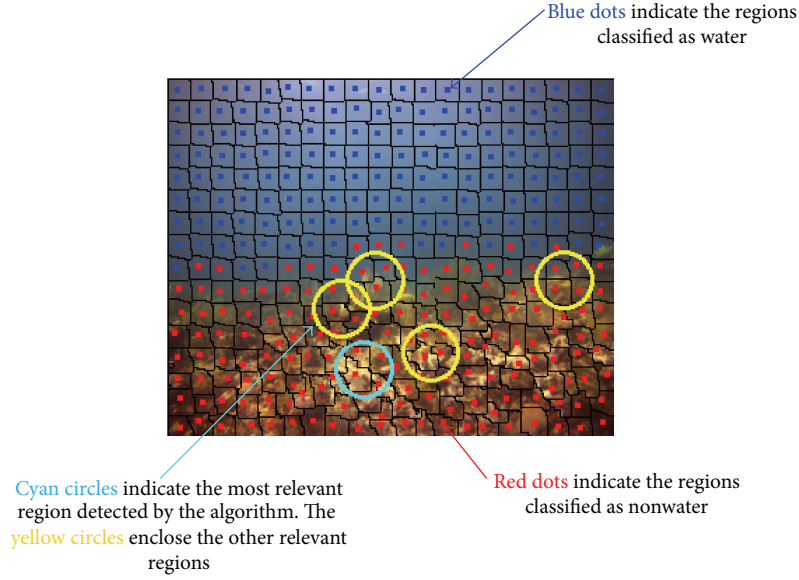 Blue dots indicate the regions
classified as water
Cyan circles indicate the most relevant
region detected by the algorithm. The
yellow circles enclose the other relevant
regions
Red dots indicate the regions
classified as nonwater